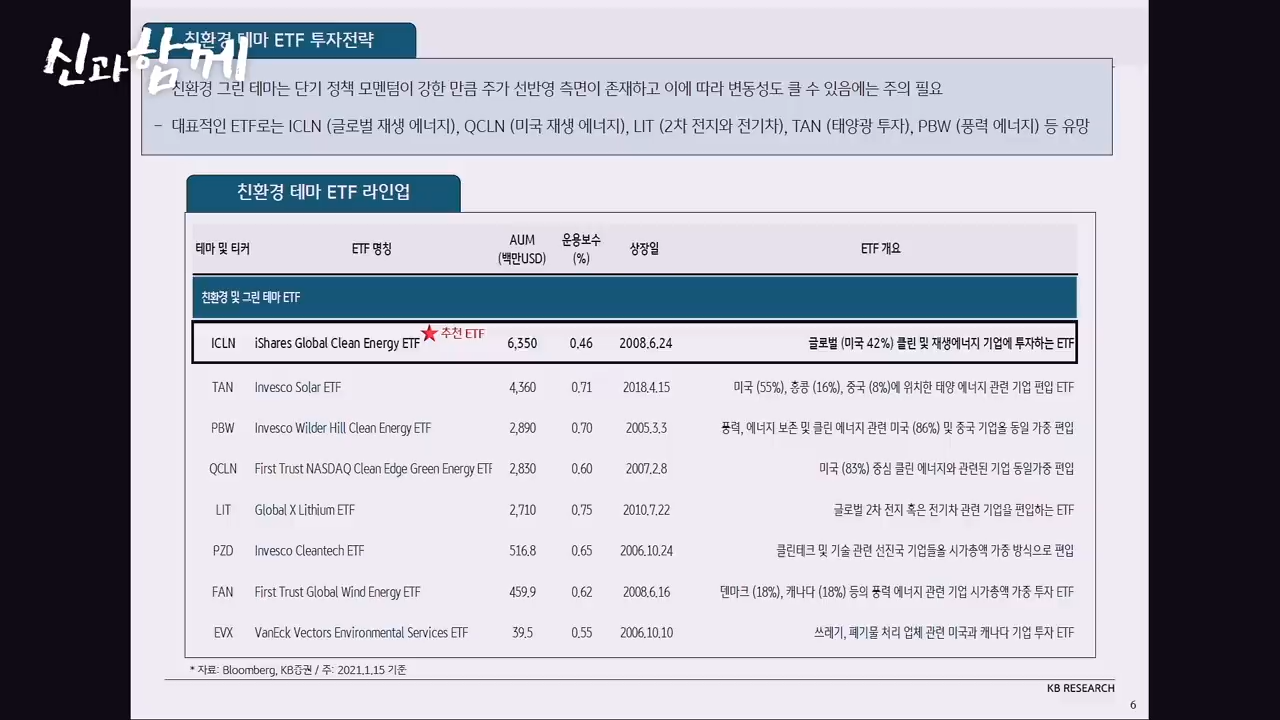 신과함께
친환경 테마 ETF 투자전략
친환경 그린 테마는 단기 정책 모멘텀이 강한 만큼 주가 선반영 측면이 존재하고 이에 따라 변동성도 클 수 있음에는 주의 필요
- 대표적인 ETF로는 ICLN (글로벌 재생 에너지), QCLN (미국 재생 에너지), LIT (2차 전지와 전기차), TAN (태양광 투자), PBW (풍력 에너지) 등 유망
친환경 테마 ETF 라인업
테마 및 티커 ETF 명칭 AUM (백만USD) 운용보수 (%) 상장일 ETF 개요
친환경 및 그린 테마 ETF
ICLN iShares Global Clean Energy ETF ★ 추천 ETF 6,350 0.46 2008.6.24 글로벌 (미국 42%) 클린 및 재생에너지 기업에 투자하는 ETF
TAN Invesco Solar ETF 4,360 0.71 2018.4.15 미국 (55%), 홍콩 (16%), 중국 (8%)에 위치한 태양 에너지 관련 기업 편입 ETF
PBW Invesco Wilder Hill Clean Energy ETF 2,890 0.70 2005.3.3 풍력, 에너지 보존 및 클린 에너지 관련 미국 (86%) 및 중국 기업을 동일 가중 편입
QCLN First Trust NASDAQ Clean Edge Green Energy ETF 2,830 0.60 2007.2.8 미국 (83%) 중심 클린 에너지와 관련된 기업 동일가중 편입
LIT Global X Lithium ETF 2,710 0.75 2010.7.22 글로벌 2차 전지 혹은 전기차 관련 기업을 편입하는 ETF
PZD Invesco Cleantech ETF 516.8 0.65 2006.10.24 클린테크 및 기술 관련 선진국 기업들을 시가총액 가중 방식으로 편입
FAN First Trust Global Wind Energy ETF 459.9 0.62 2008.6.16 덴마크 (18%), 캐나다 (18%) 등의 풍력 에너지 관련 기업 시가총액 가중 투자 ETF
EVX VanEck Vectors Environmental Services ETF 39.5 0.55 2006.10.10 쓰레기, 폐기물 처리 업체 관련 미국과 캐나다 기업 투자 ETF
* 자료: Bloomberg, KB증권 / 주: 2021.1.15 기준
KB RESEARCH
6